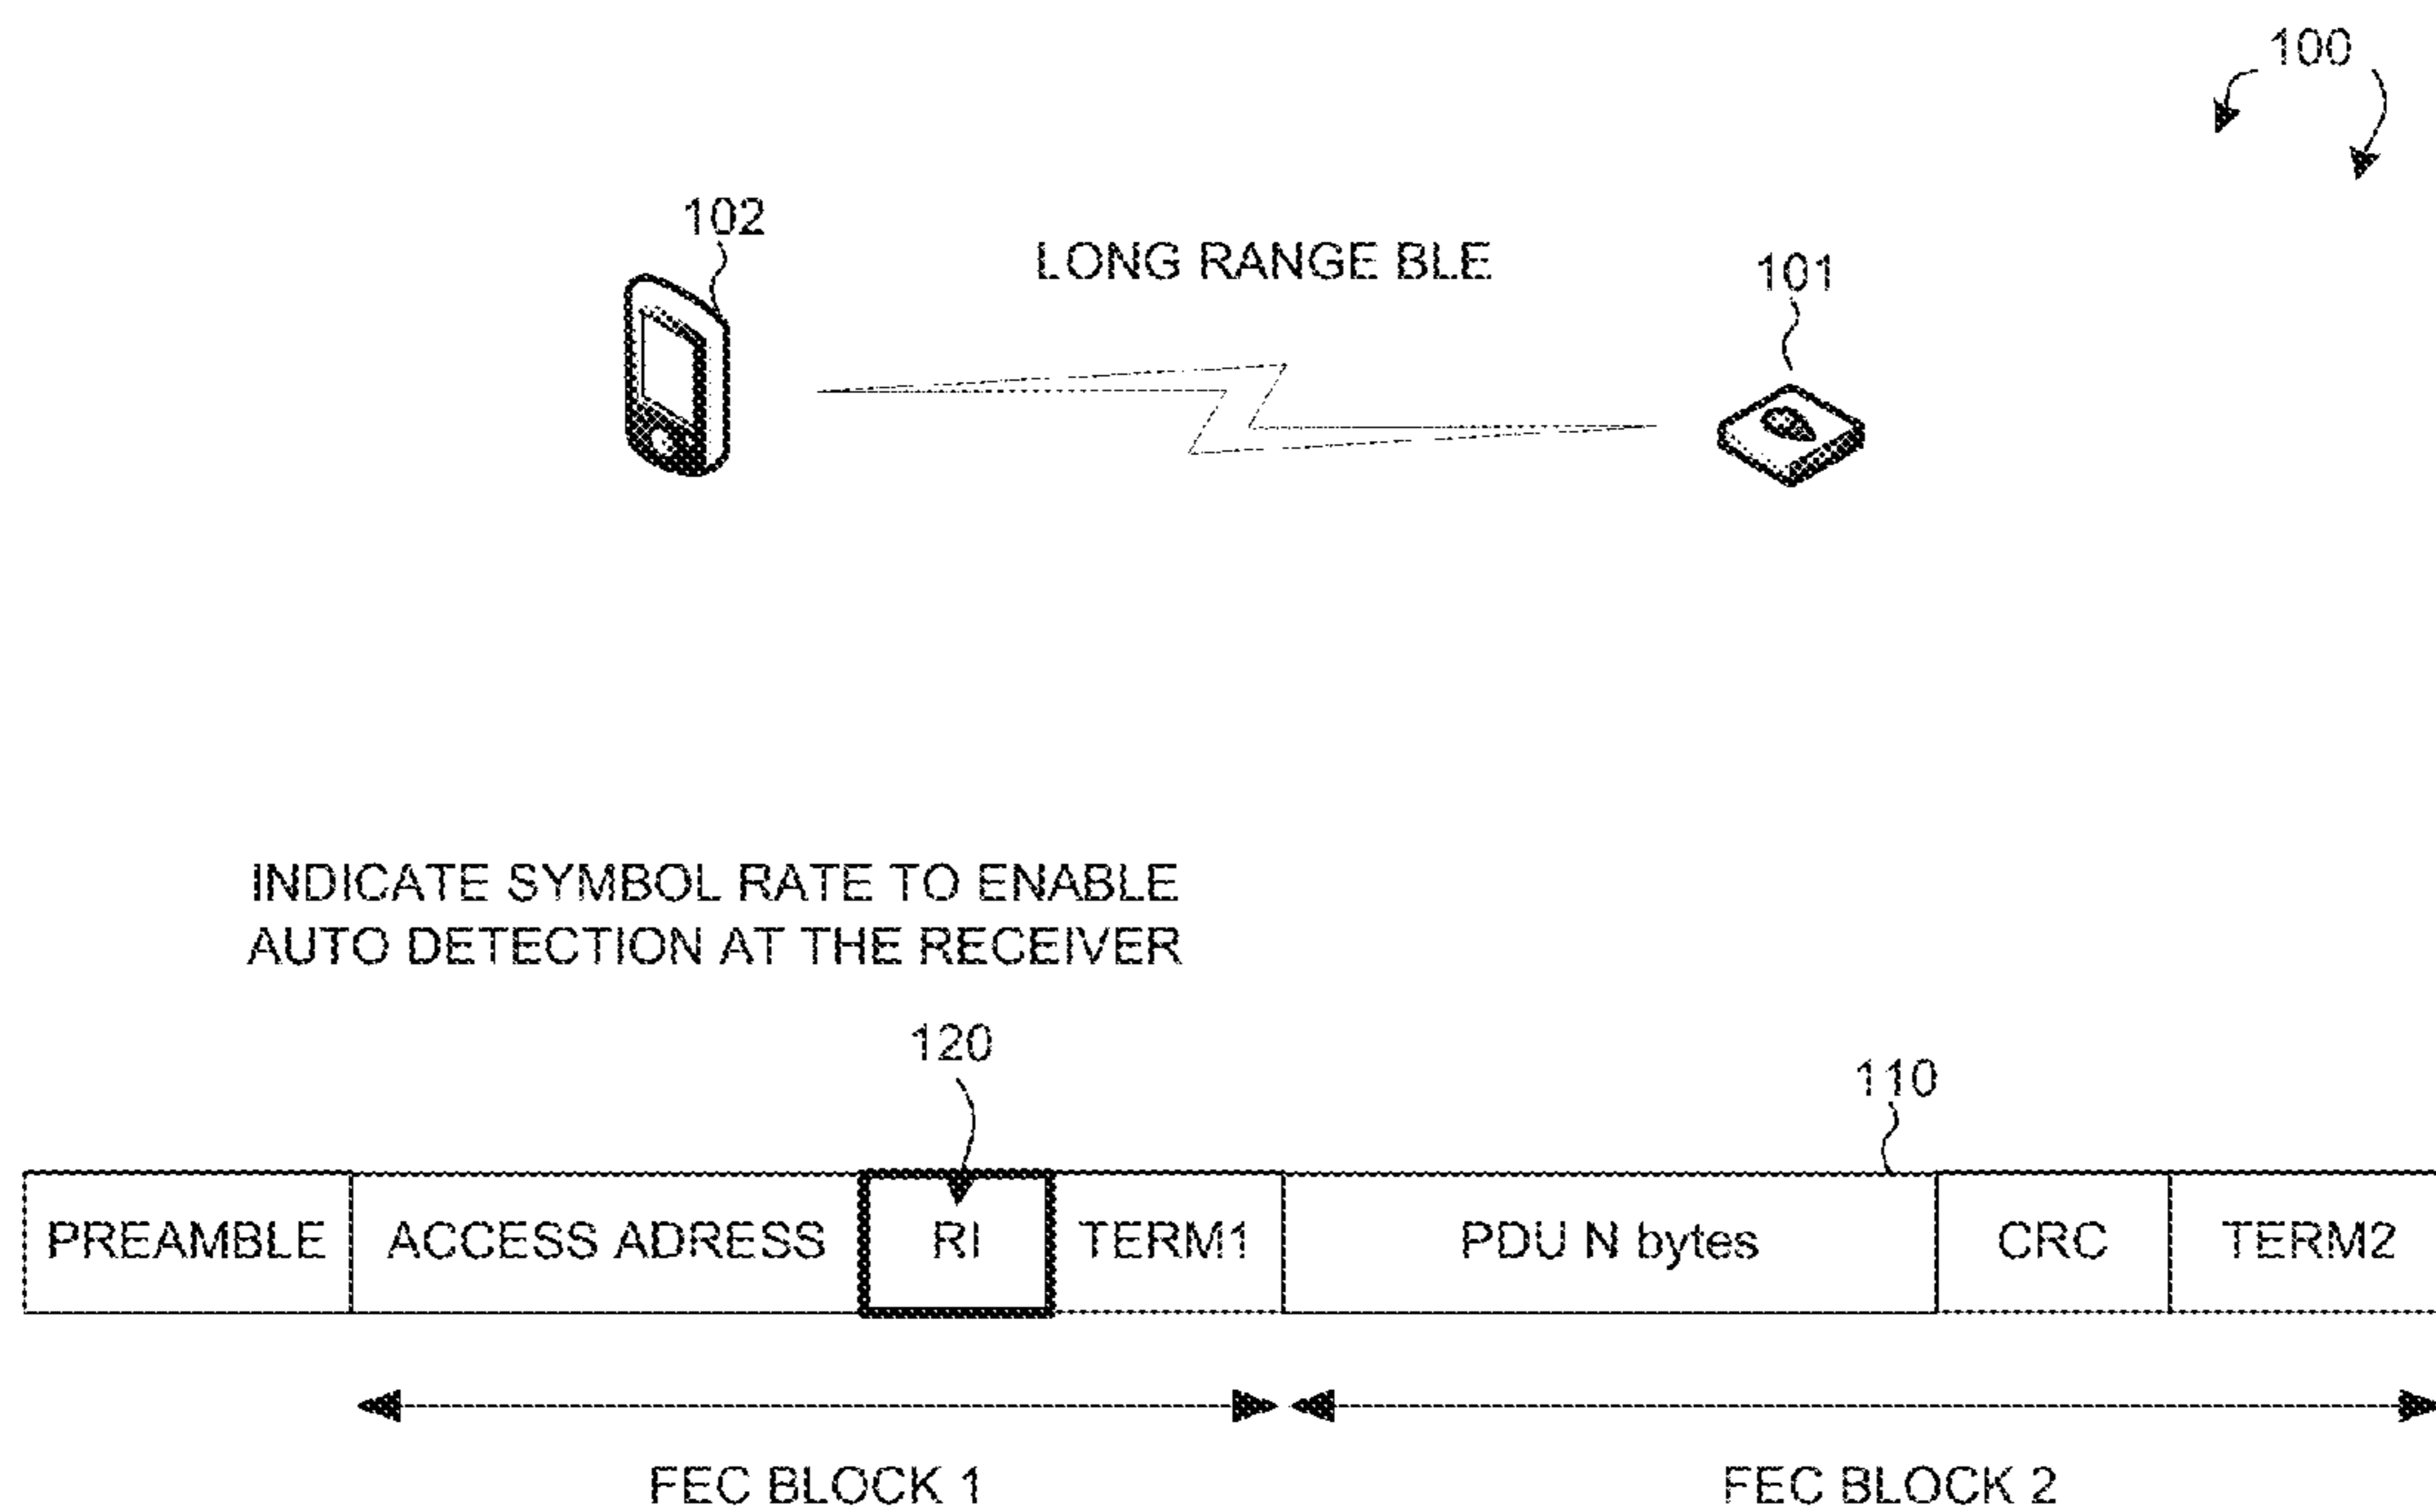 100
102
LONG RANGE BLE
101
INDICATE SYMBOL RATE TO ENABLE
AUTO DETECTION AT THE RECEIVER
120
110
PREAMBLE ACCESS ADRESS RI TERM1 PDU N bytes CRC TERM2
FEC BLOCK 1 FEC BLOCK 2